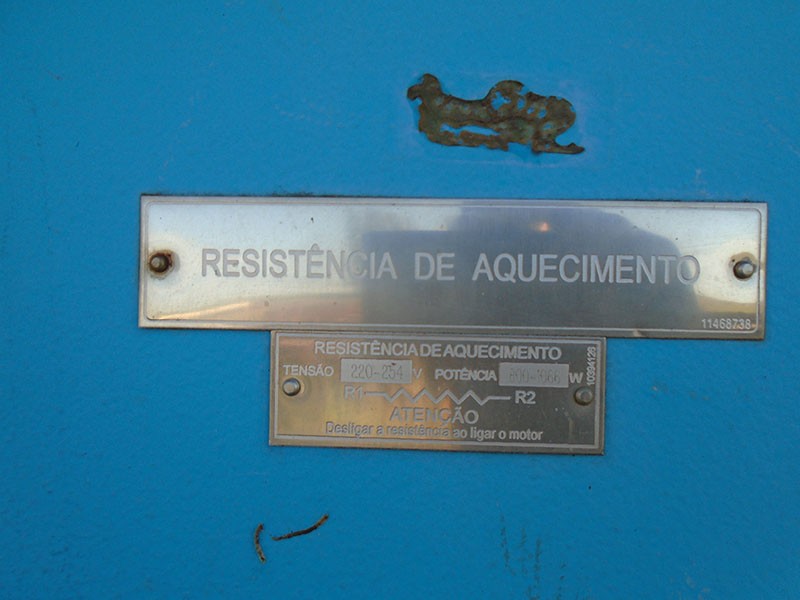 RESISTÊNCIA DE AQUECIMENTO
11468738
RESISTÊNCIA DE AQUECIMENTO
TENSÃO 220-254 V POTÊNCIA W
10394126
R1 R2
ATENÇÃO
Desligar a resistência ao ligar o motor